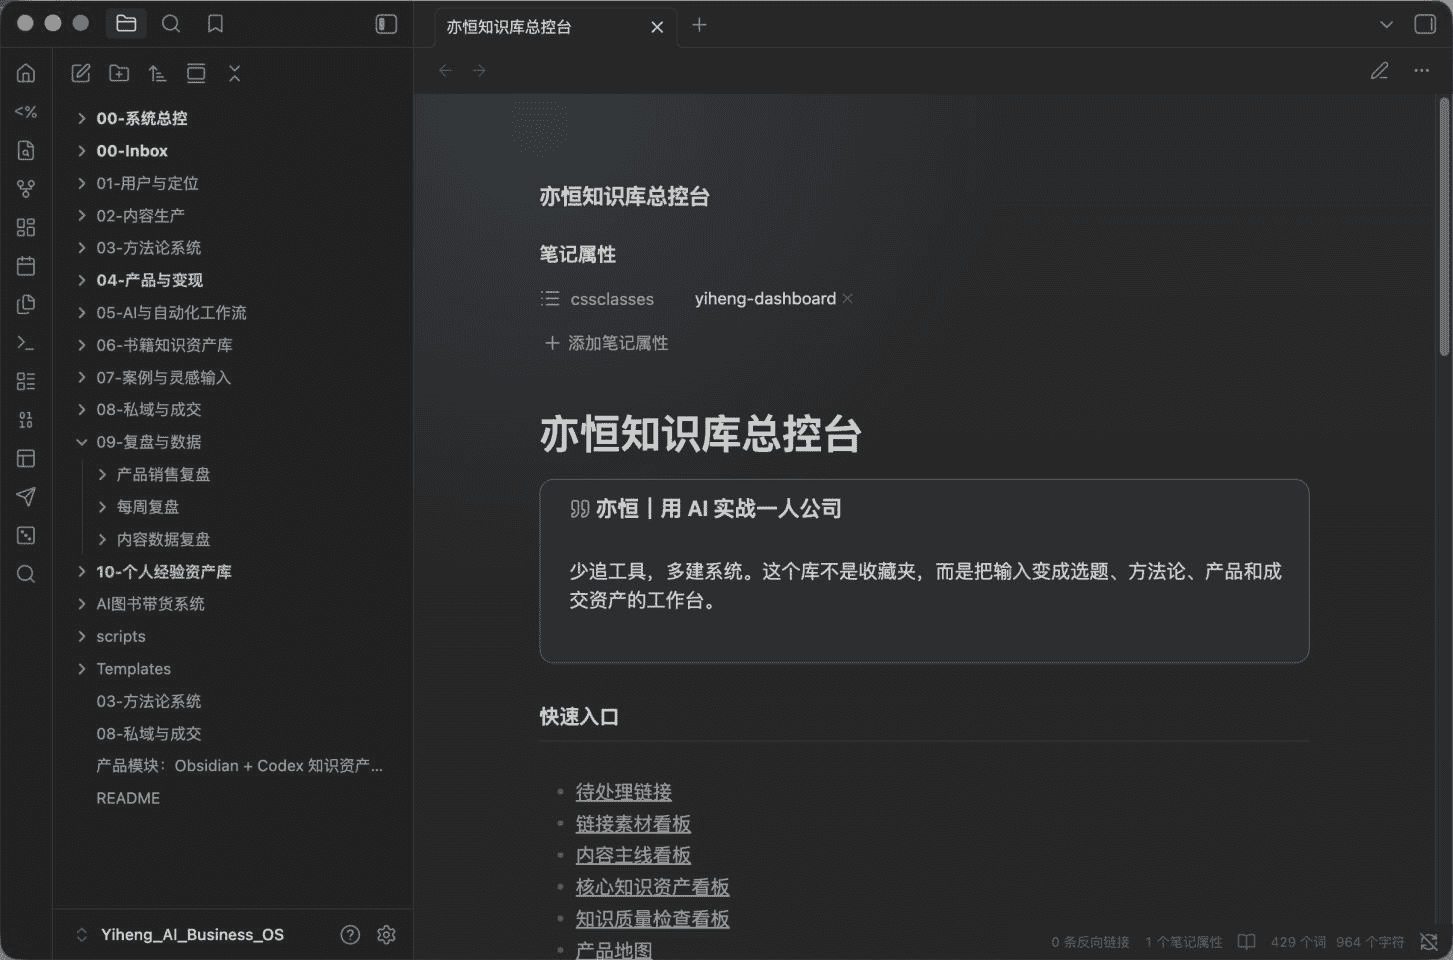 亦恒知识库总控台
00-系统总控
00-Inbox
01-用户与定位
02-内容生产
03-方法论系统
04-产品与变现
05-AI与自动化工作流
06-书籍知识资产库
07-案例与灵感输入
08-私域与成交
09-复盘与数据
产品销售复盘
每周复盘
内容数据复盘
10-个人经验资产库
AI图书带货系统
scripts
Templates
03-方法论系统
08-私域与成交
产品模块：Obsidian + Codex 知识资产...
README
Yiheng_AI_Business_OS
亦恒知识库总控台
笔记属性
cssclasses yiheng-dashboard
添加笔记属性
亦恒知识库总控台
亦恒｜用 AI 实战一人公司
少追工具，多建系统。这个库不是收藏夹，而是把输入变成选题、方法论、产品和成
交资产的工作台。
快速入口
待处理链接
链接素材看板
内容主线看板
核心知识资产看板
知识质量检查看板
产品地图
0 条反向链接 1 个笔记属性 429 个词 964 个字符